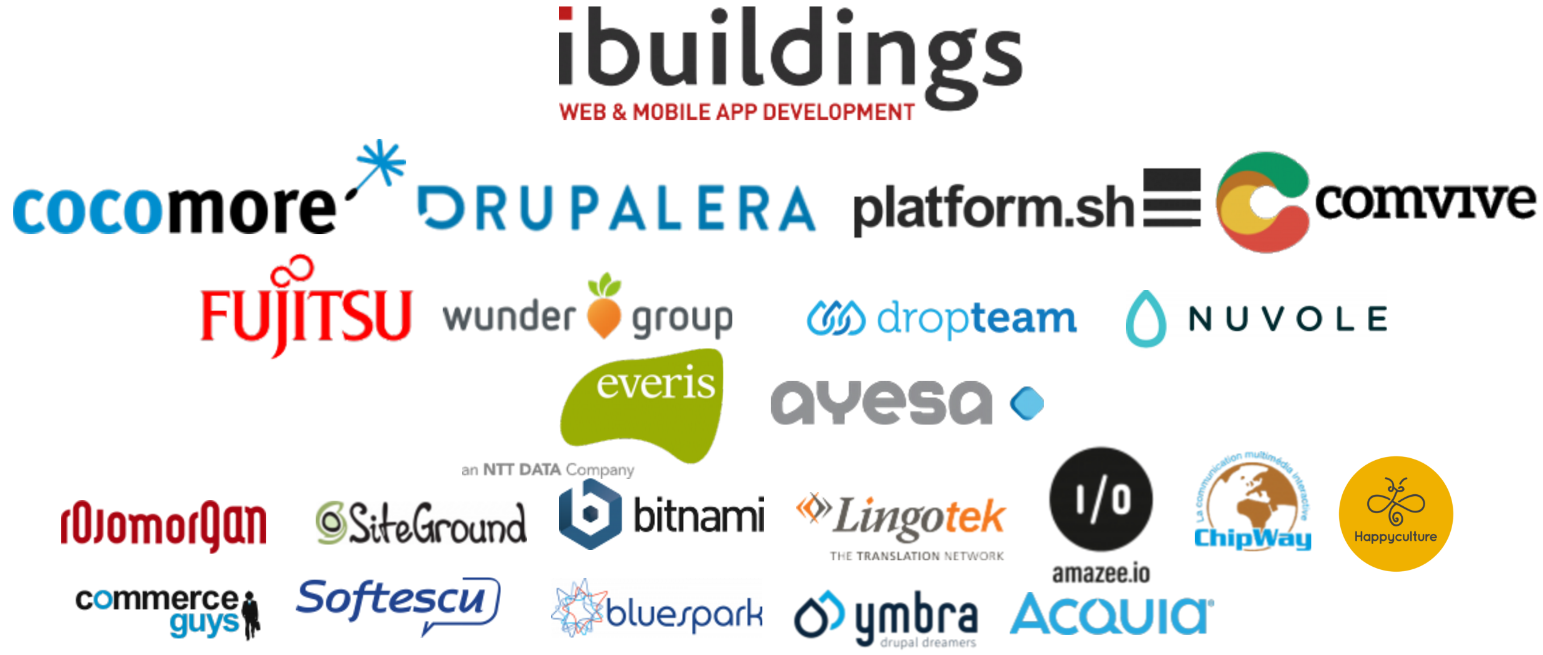 ibuildings
WEB & MOBILE APP DEVELOPMENT
cocomore
DRUPALERA
platform.sh
comvive
FUJITSU
wunder group
dropteam
NUVOLE
everis
an NTT DATA Company
ayesa
rOjomorgan
SiteGround
bitnami
Lingotek
THE TRANSLATION NETWORK
I/O
amazee.io
La communication multimédia interactive
ChipWay
Happyculture
commerce
guys
Softescu
bluespark
ymbra
drupal dreamers
ACQUIA®